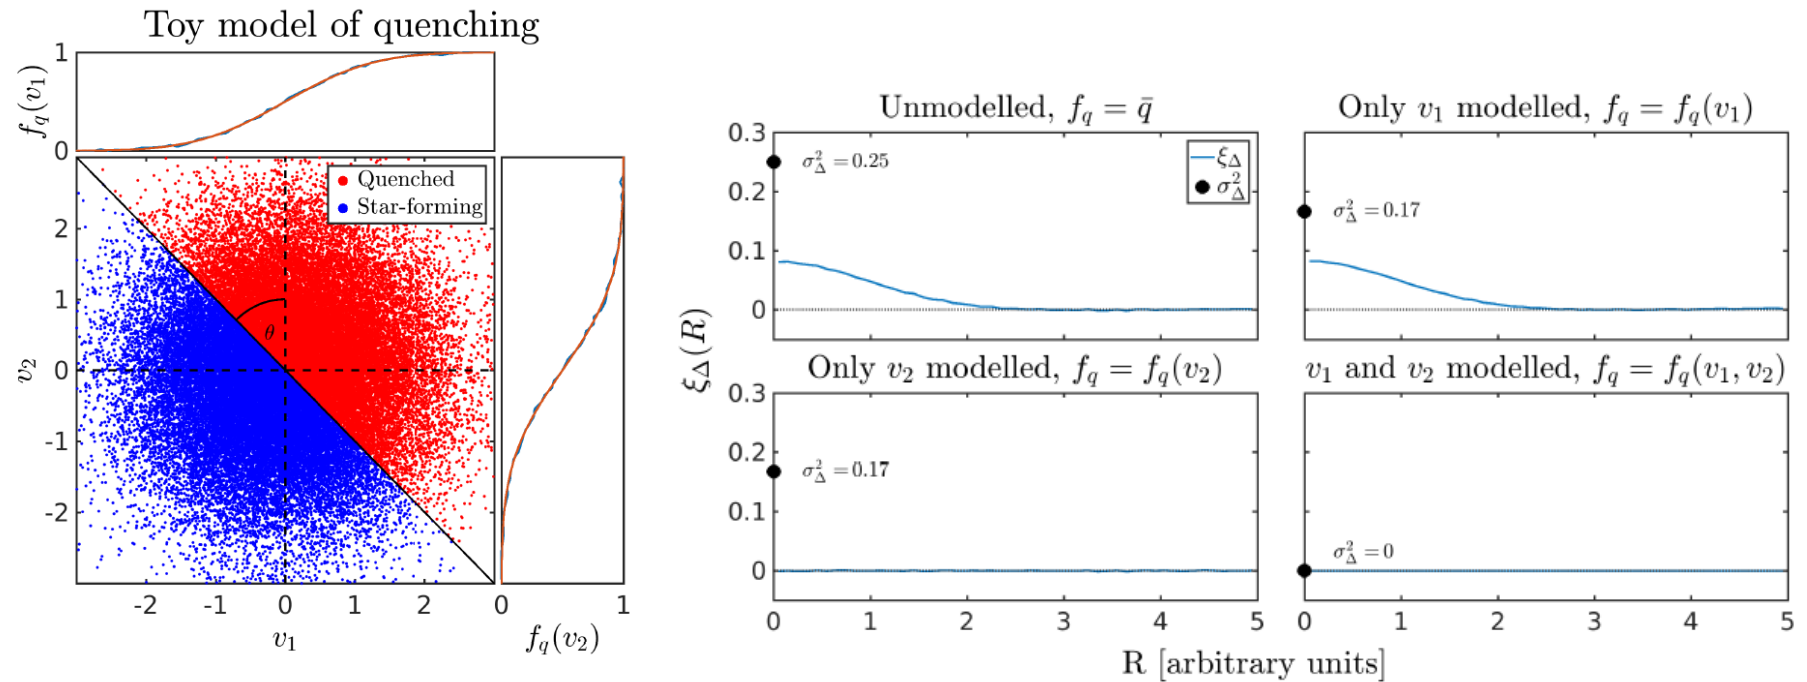 Toy model of quenching
f_q(v_1)
1
0
Quenched
Star-forming
θ
v_2
2
1
0
-1
-2
-2 -1 0 1 2
v_1
0 1
f_q(v_2)
Unmodelled, f_q = q̄
0.3
0.2
0.1
0
σ²_Δ = 0.25
ξ_Δ
σ²_Δ
Only v_1 modelled, f_q = f_q(v_1)
σ²_Δ = 0.17
ξ_Δ(R)
Only v_2 modelled, f_q = f_q(v_2)
0.3
0.2
0.1
0
σ²_Δ = 0.17
0 1 2 3 4 5
v_1 and v_2 modelled, f_q = f_q(v_1, v_2)
σ²_Δ = 0
0 1 2 3 4 5
R [arbitrary units]